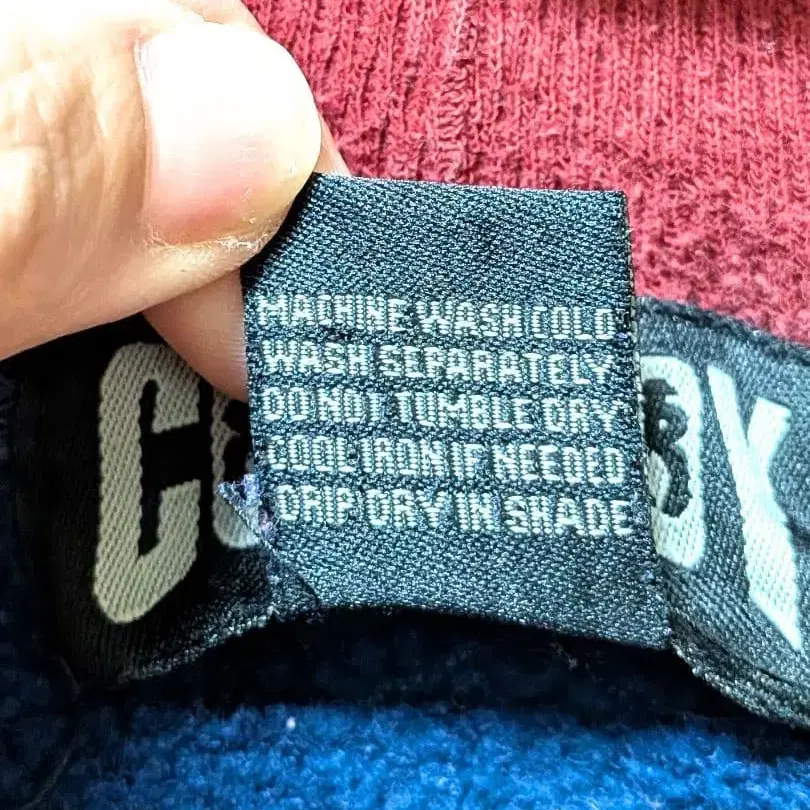 MACHINE WASH COLD
WASH SEPARATELY
DO NOT TUMBLE DRY
COOL IRON IF NEEDED
DRIP DRY IN SHADE